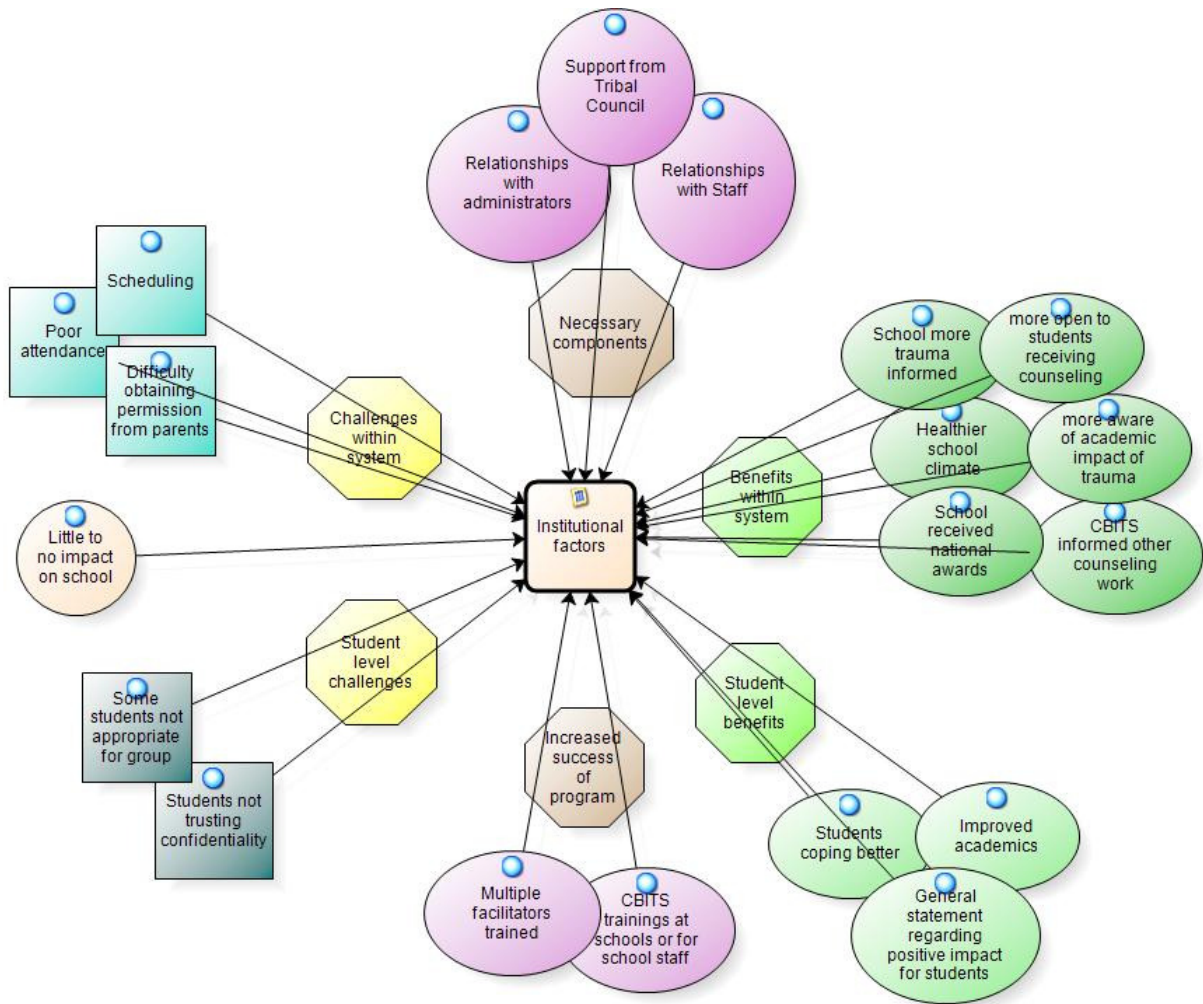 Support from
Tribal
Council
Relationships
with
administrators
Relationships
with Staff
Scheduling
Poor
attendance
Difficulty
obtaining
permission
from parents
Necessary
components
Challenges
within
system
School more
trauma
informed
more open to
students
receiving
counseling
Healthier
school
climate
more aware
of academic
impact of
trauma
Benefits
within
system
School
received
national
awards
CBITS
informed other
counseling
work
Institutional
factors
Little to
no impact
on school
Student
level
challenges
Some
students not
appropriate
for group
Students not
trusting
confidentiality
Increased
success
of
program
Student
level
benefits
Multiple
facilitators
trained
CBITS
trainings at
schools or for
school staff
Students
coping better
Improved
academics
General
statement
regarding
positive impact
for students